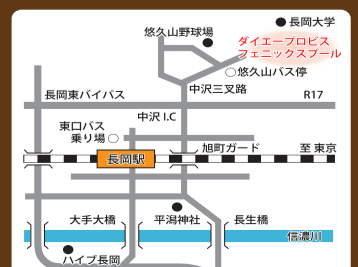 長岡大学
悠久山野球場
ダイエープロビス
フェニックスプール
悠久山バス停
中沢三叉路
長岡東バイパス
R17
中沢 I.C
東口バス
乗り場
旭町ガード
至 東京
長岡駅
大手大橋
平潟神社
長生橋
信濃川
ハイブ長岡